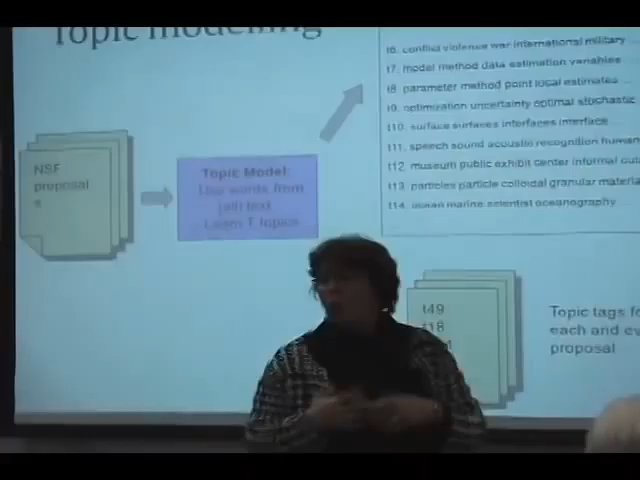 Topic modelling
t6. conflict violence war international military ...
t7. model method data estimation variables ...
t8. parameter method point local estimates ...
t9. optimization uncertainty optimal stochastic
t10. surface surfaces interfaces interface ...
t11. speech sound acoustic recognition human
t12. museum public exhibit center informal
t13. particles particle colloidal granular
t14. ocean marine scientist oceanography
NSF
proposal
s
Topic Model:
Use words from
(all) text
Learn T topics
t49
t18
Topic tags
each and
proposal